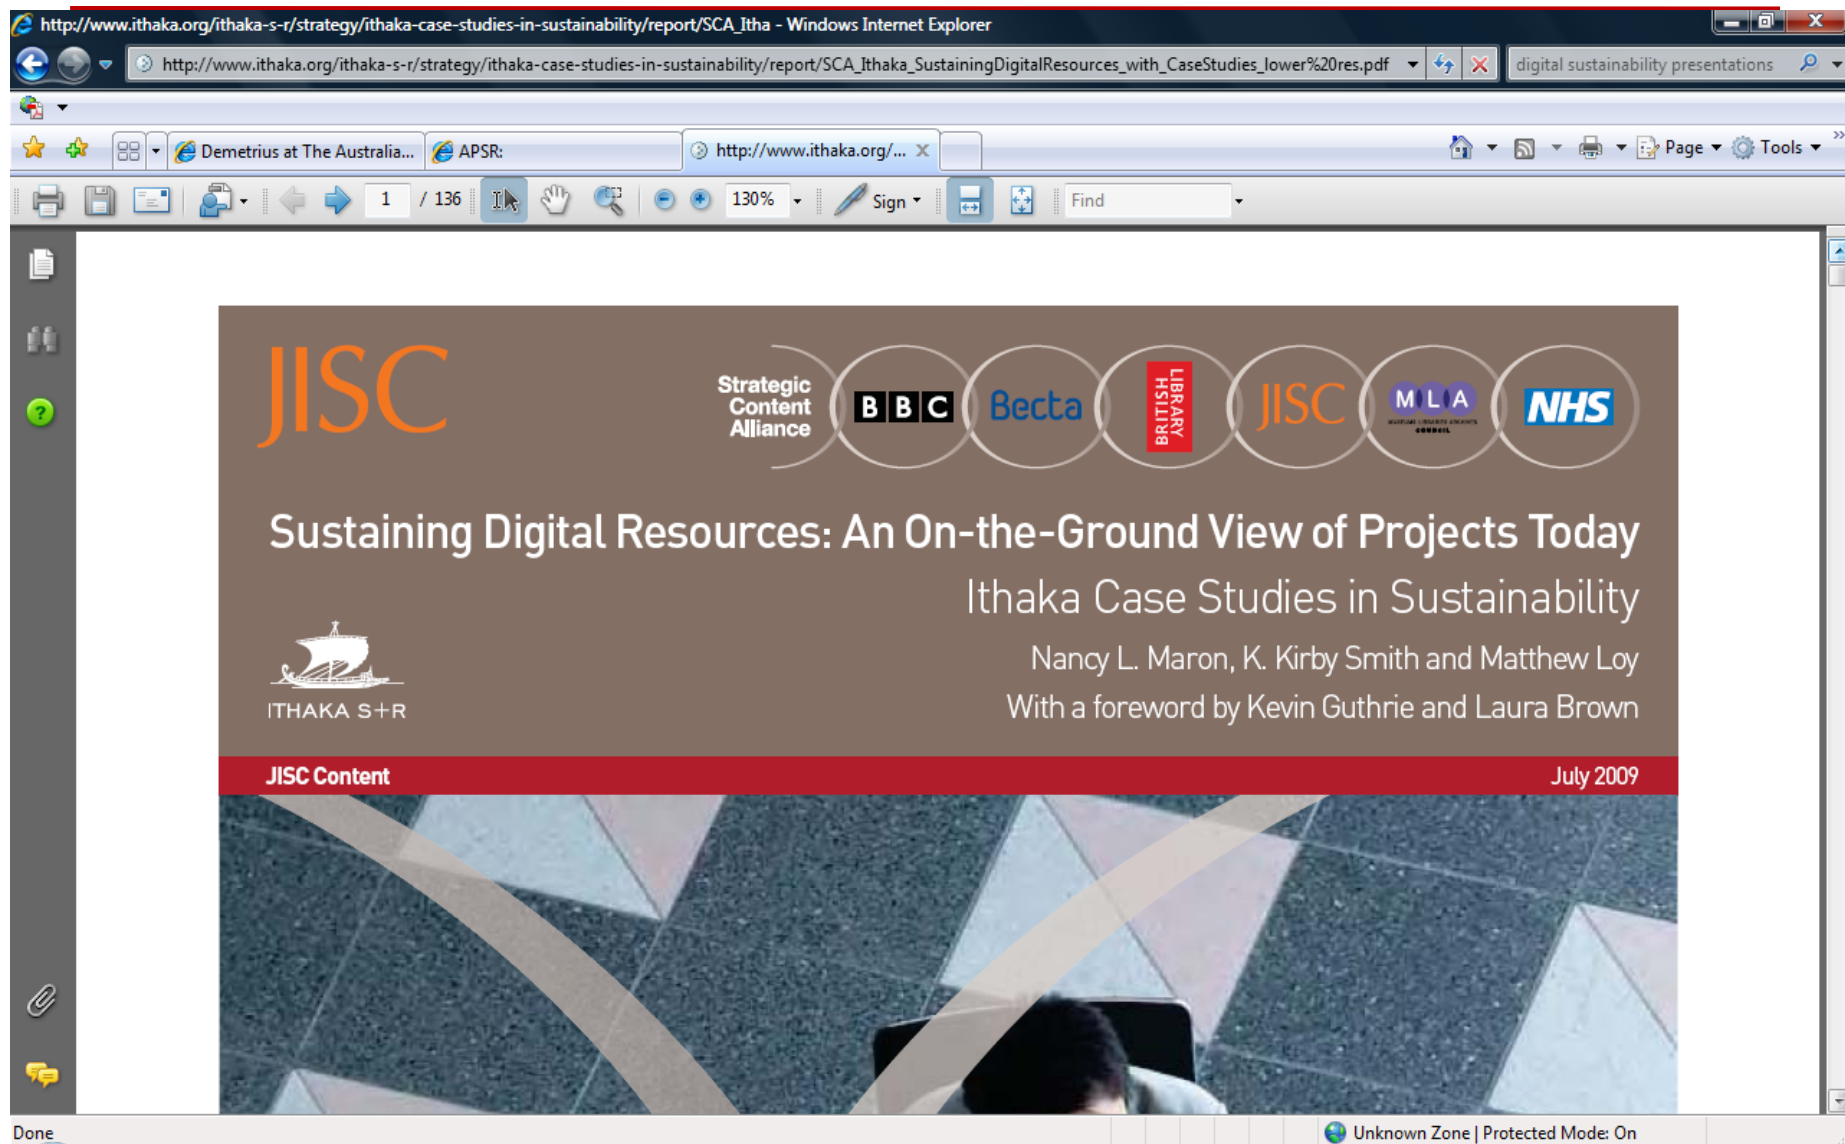 http://www.ithaka.org/ithaka-s-r/strategy/ithaka-case-studies-in-sustainability/report/SCA_Itha - Windows Internet Explorer
http://www.ithaka.org/ithaka-s-r/strategy/ithaka-case-studies-in-sustainability/report/SCA_Ithaka_SustainingDigitalResources_with_CaseStudies_lower%20res.pdf
digital sustainability presentations
Demetrius at The Australia...
APSR:
http://www.ithaka.org/...
Page
Tools
1 / 136
130%
Sign
Find
JISC
Strategic
Content
Alliance
BBC
Becta
BRITISH
LIBRARY
JISC
MLA
MUSEUMS LIBRARIES ARCHIVES
COUNCIL
NHS
Sustaining Digital Resources: An On-the-Ground View of Projects Today
Ithaka Case Studies in Sustainability
Nancy L. Maron, K. Kirby Smith and Matthew Loy
With a foreword by Kevin Guthrie and Laura Brown
ITHAKA S+R
JISC Content
July 2009
Done
Unknown Zone | Protected Mode: On